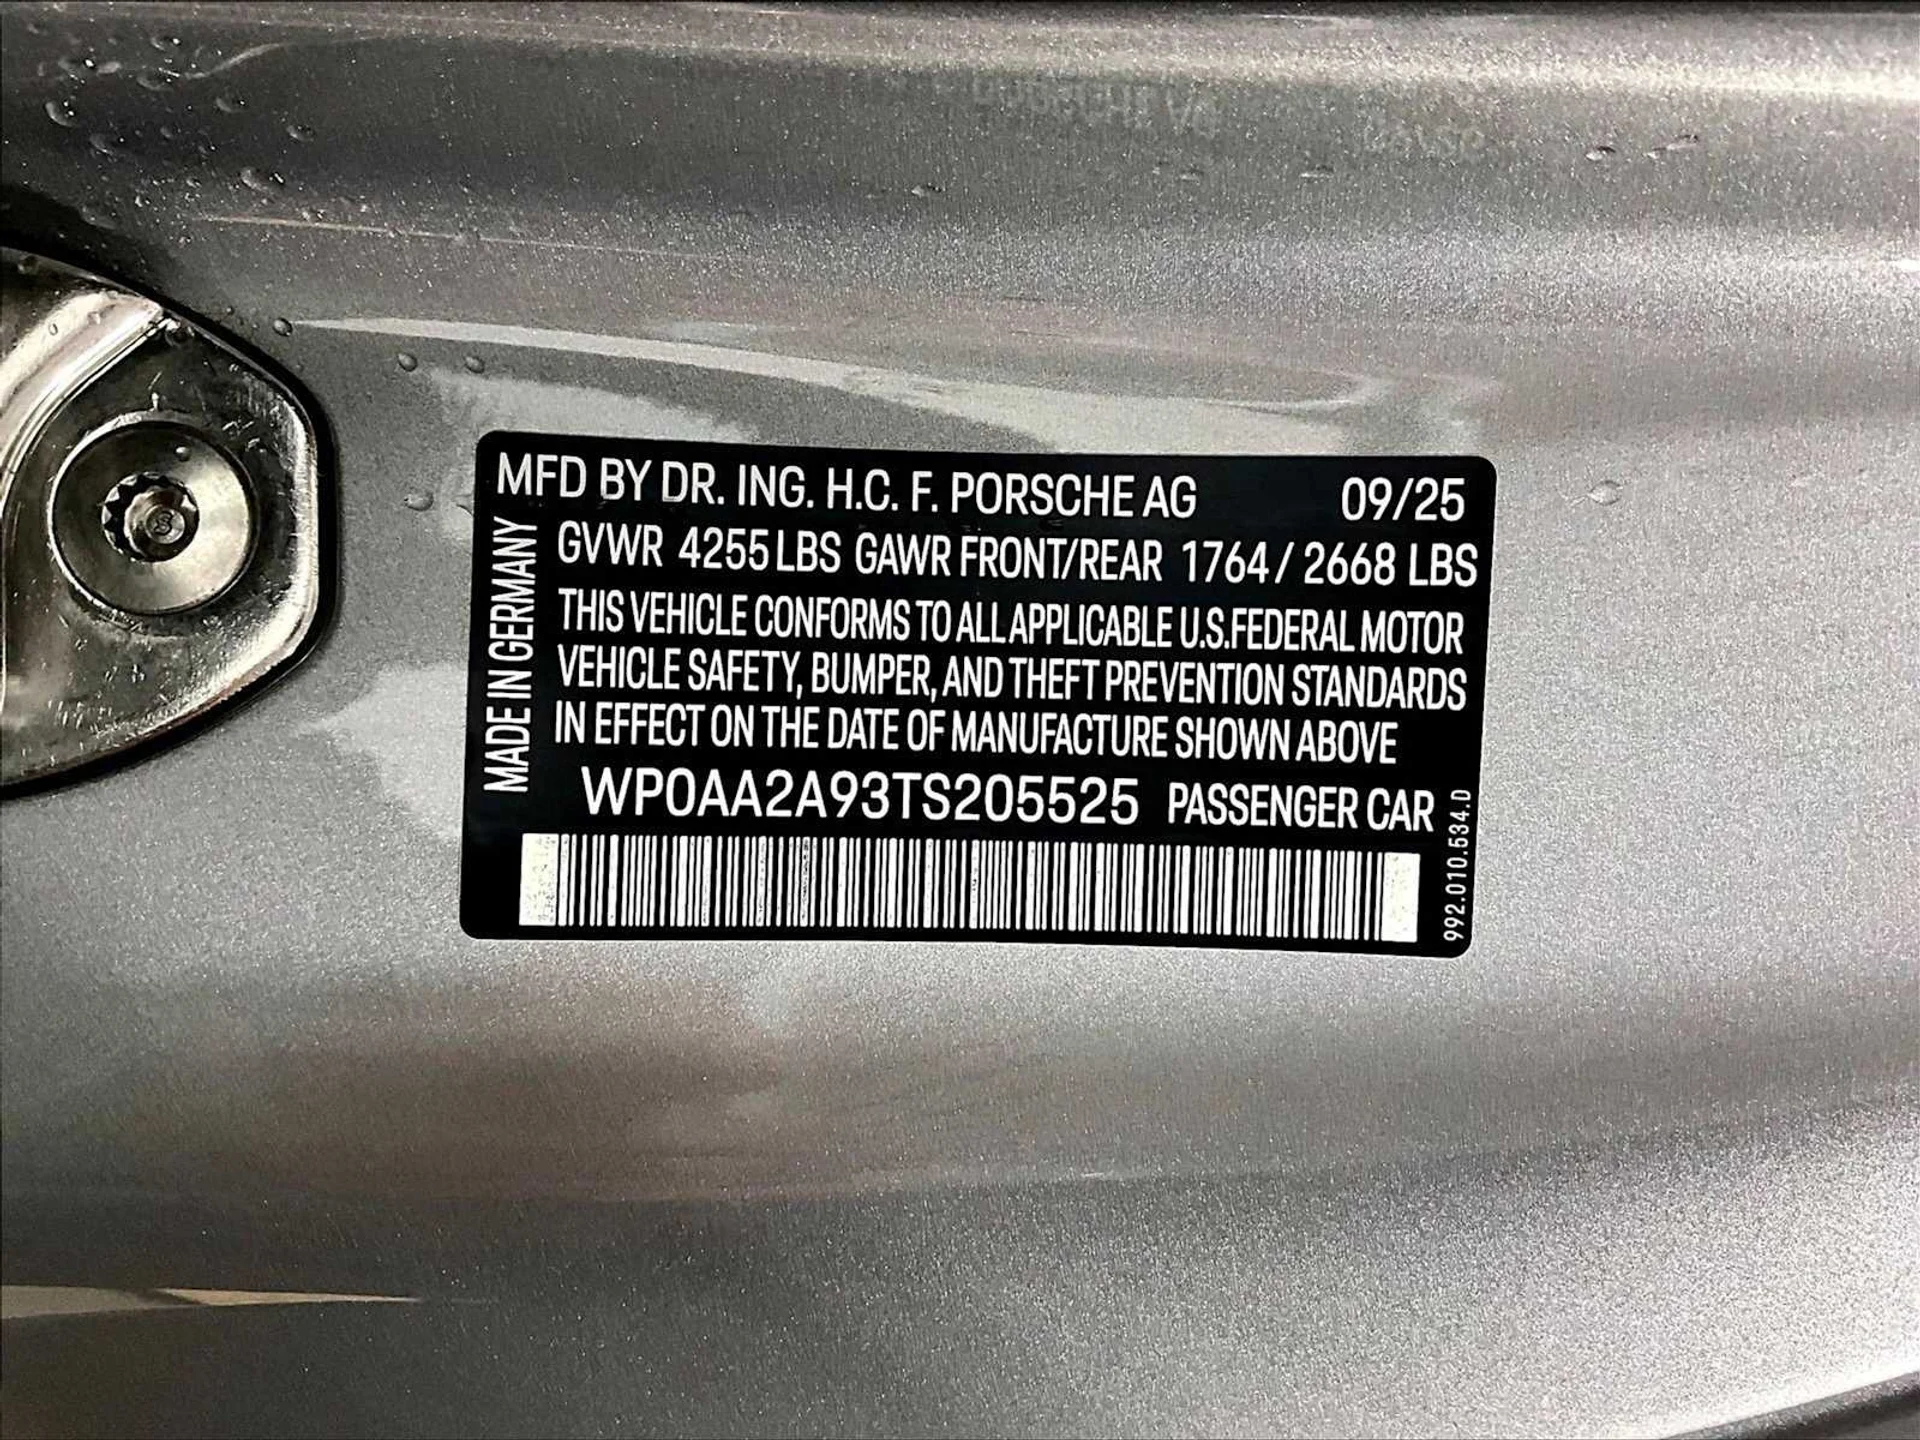 MFD BY DR. ING. H.C. F. PORSCHE AG 09/25
GVWR 4255 LBS GAWR FRONT/REAR 1764 / 2668 LBS
THIS VEHICLE CONFORMS TO ALL APPLICABLE U.S.FEDERAL MOTOR
VEHICLE SAFETY, BUMPER, AND THEFT PREVENTION STANDARDS
IN EFFECT ON THE DATE OF MANUFACTURE SHOWN ABOVE
WP0AA2A93TS205525 PASSENGER CAR
MADE IN GERMANY
992.010.534.D